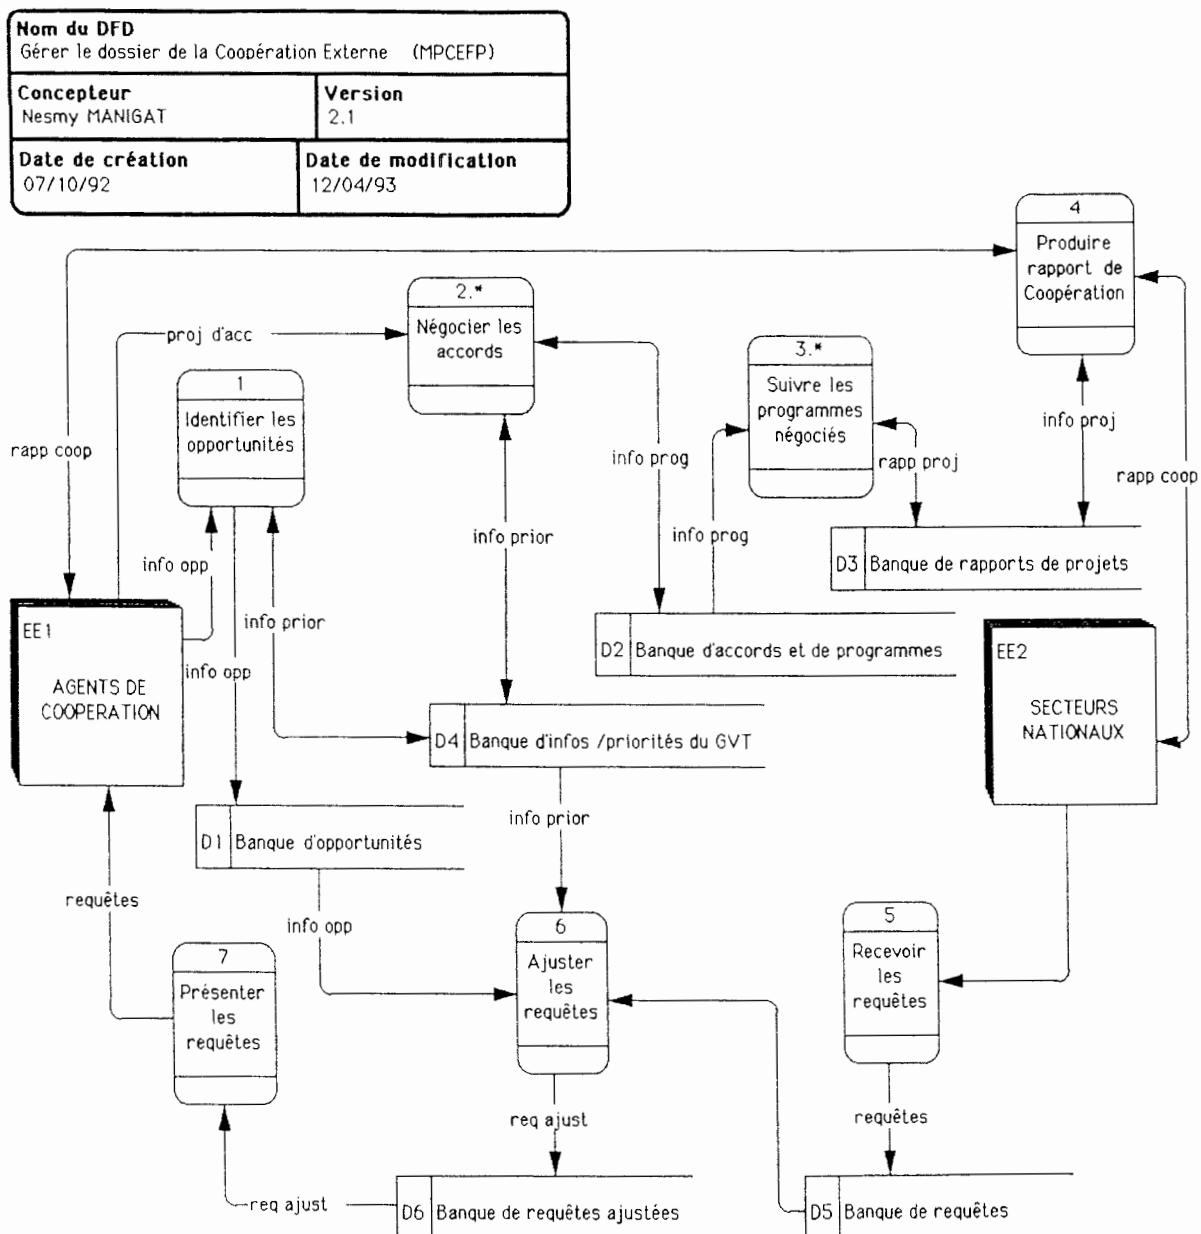 Nom du DFD
Gérer le dossier de la Coopération Externe (MPCEFP)
Concepteur
Nesmy MANIGAT
Version
2.1
Date de création
07/10/92
Date de modification
12/04/93
4
Produire
rapport de
Coopération
2.*
Négocier les
accords
proj d'acc
3.*
Suivre les
programmes
négociés
1
Identifier les
opportunités
rapp coop
info prog
rapp proj
info proj
rapp coop
info opp
info prior
info prog
D3 Banque de rapports de projets
EE1
AGENTS DE
COOPERATION
info prior
info opp
D2 Banque d'accords et de programmes
EE2
SECTEURS
NATIONAUX
D4 Banque d'infos /priorités du GVT
info prior
D1 Banque d'opportunités
requêtes
info opp
6
Ajuster
les
requêtes
5
Recevoir
les
requêtes
7
Présenter
les
requêtes
req ajust
requêtes
req ajust
D6 Banque de requêtes ajustées
D5 Banque de requêtes